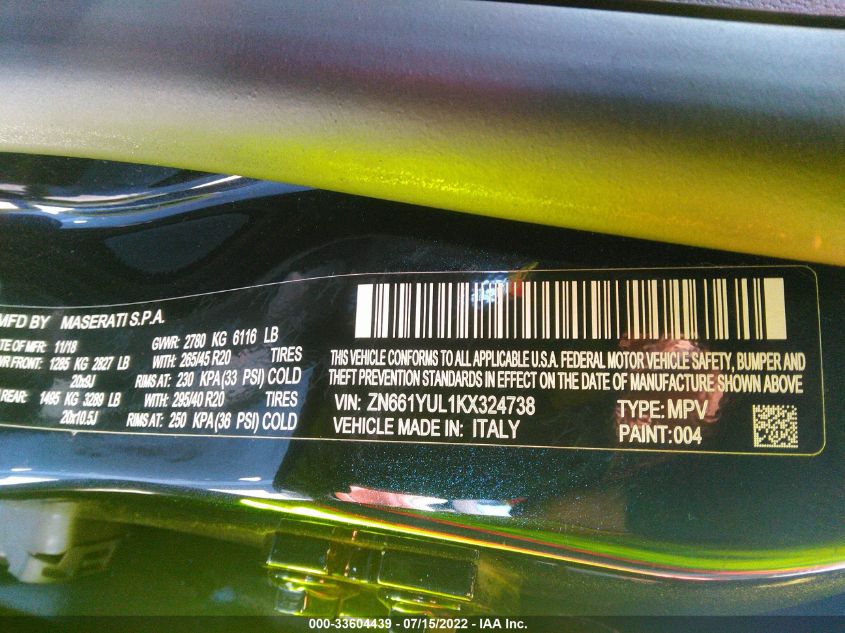 MFD BY MASERATI S.P.A.
DATE OF MFR: 11/18 GVWR: 2780 KG 6116 LB
FRONT: 1285 KG 2827 LB WITH: 265/45 R20 TIRES
20x9J RIMS AT: 230 KPA (33 PSI) COLD
REAR: 1495 KG 3289 LB WITH: 295/40 R20 TIRES
20x10.5J RIMS AT: 250 KPA (36 PSI) COLD
THIS VEHICLE CONFORMS TO ALL APPLICABLE U.S.A. FEDERAL MOTOR VEHICLE SAFETY, BUMPER AND
THEFT PREVENTION STANDARDS IN EFFECT ON THE DATE OF MANUFACTURE SHOWN ABOVE
VIN: ZN661YUL1KX324738 TYPE: MPV
VEHICLE MADE IN: ITALY PAINT: 004
000-33604439 - 07/15/2022 - IAA Inc.